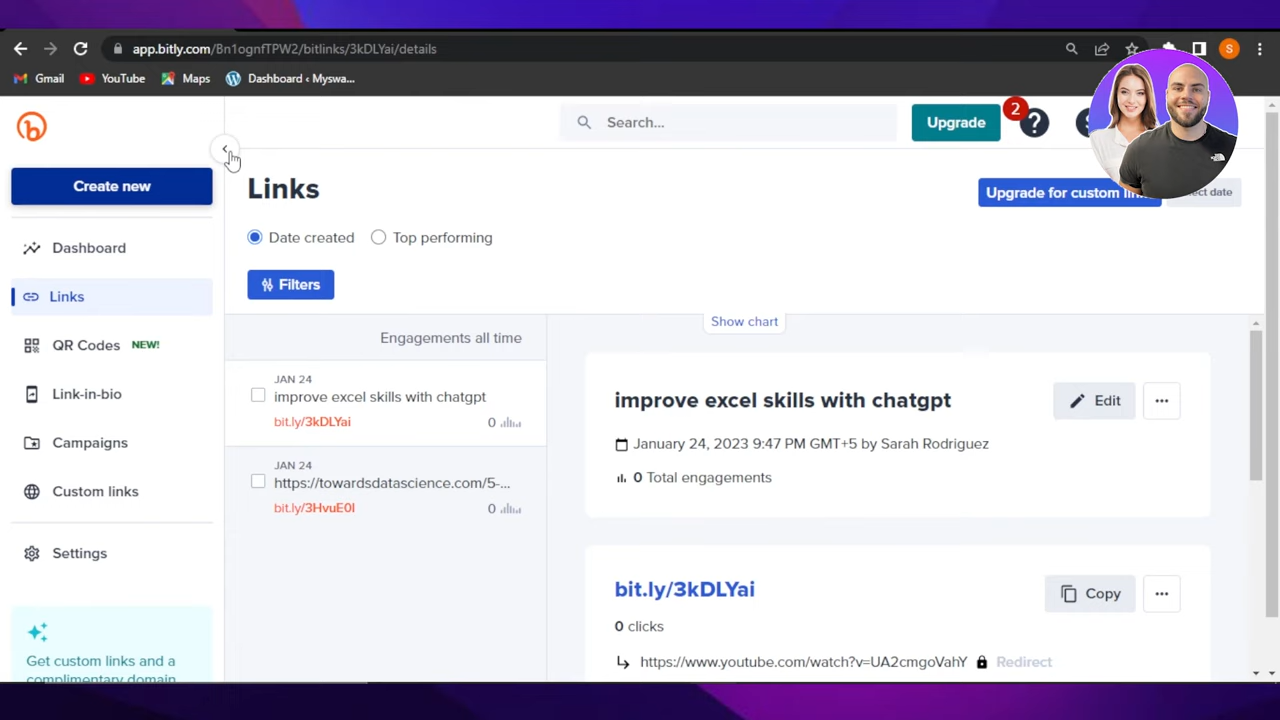 app.bitly.com/Bn1ognfTPW2/bitlinks/3kDLYai/details
S
Gmail
YouTube
Maps
Dashboard ‹ Myswa...
b
Search...
Upgrade
2
?
Create new
Links
Upgrade for custom
date
Date created
Top performing
Dashboard
Filters
Links
Show chart
Engagements all time
QR Codes NEW!
JAN 24
improve excel skills with chatgpt
bit.ly/3kDLYai
0
improve excel skills with chatgpt
Edit
Link-in-bio
January 24, 2023 9:47 PM GMT+5 by Sarah Rodriguez
Campaigns
0 Total engagements
JAN 24
https://towardsdatascience.com/5-...
bit.ly/3HvuE0I
0
Custom links
Settings
bit.ly/3kDLYai
Copy
0 clicks
https://www.youtube.com/watch?v=UA2cmgoVahY
Redirect
Get custom links and a
complimentary domain